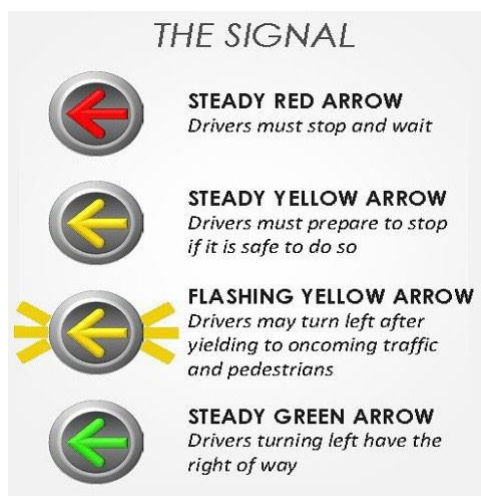 THE SIGNAL
STEADY RED ARROW
Drivers must stop and wait
STEADY YELLOW ARROW
Drivers must prepare to stop
if it is safe to do so
FLASHING YELLOW ARROW
Drivers may turn left after
yielding to oncoming traffic
and pedestrians
STEADY GREEN ARROW
Drivers turning left have the
right of way